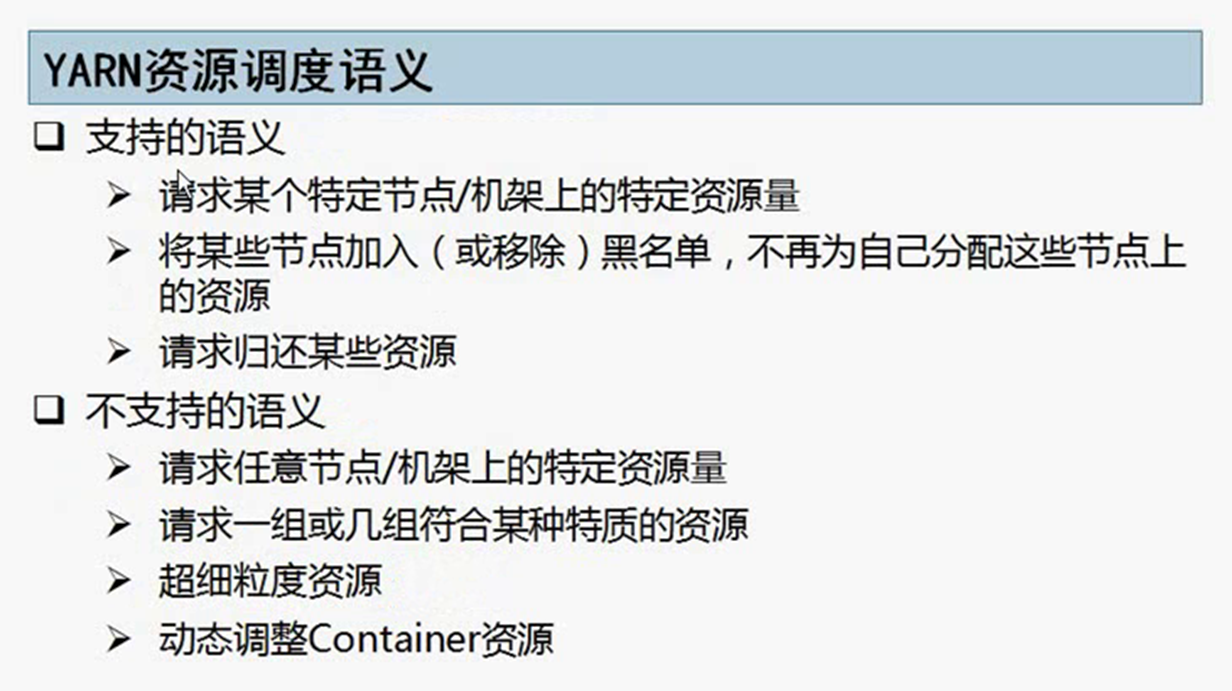 YARN资源调度语义
支持的语义
请求某个特定节点/机架上的特定资源量
将某些节点加入（或移除）黑名单，不再为自己分配这些节点上
的资源
请求归还某些资源
不支持的语义
请求任意节点/机架上的特定资源量
请求一组或几组符合某种特质的资源
超细粒度资源
动态调整Container资源